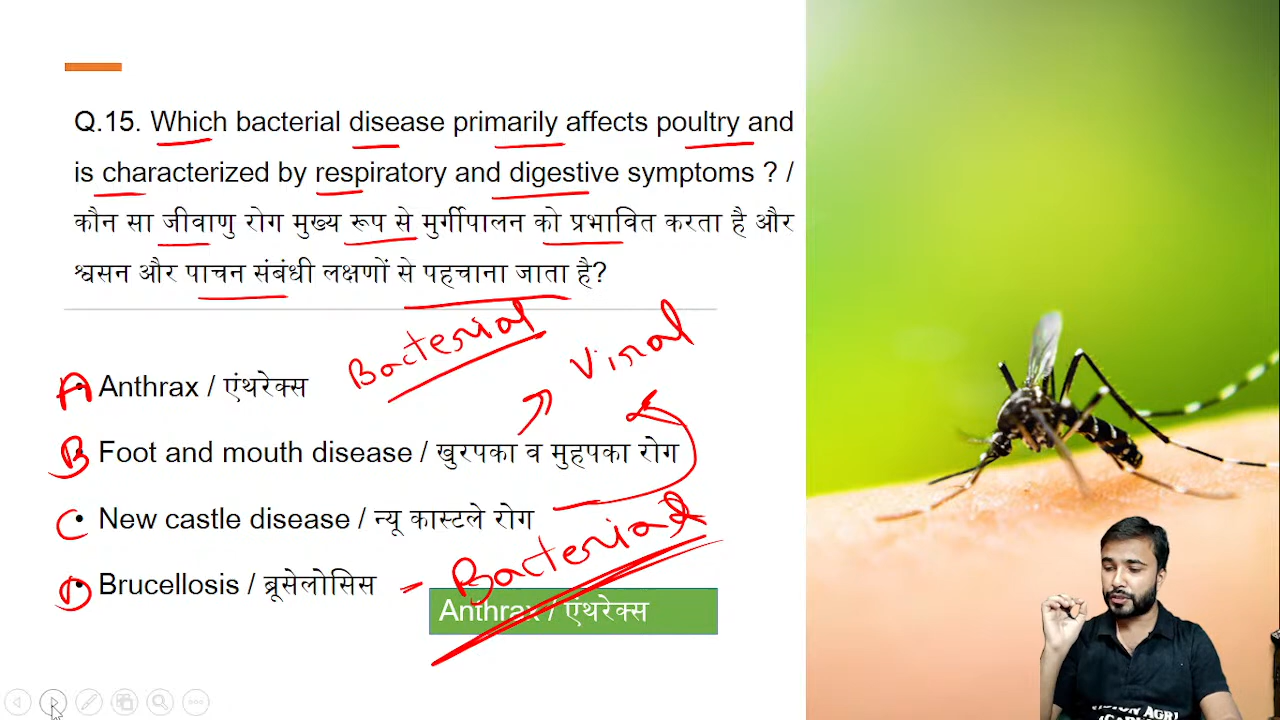 Q.15. Which bacterial disease primarily affects poultry and
is characterized by respiratory and digestive symptoms ? /
कौन सा जीवाणु रोग मुख्य रूप से मुर्गीपालन को प्रभावित करता है और
श्वसन और पाचन संबंधी लक्षणों से पहचाना जाता है?
Bacterial
Viral
A • Anthrax / एंथरेक्स
B • Foot and mouth disease / खुरपका व मुहपका रोग
C • New castle disease / न्यू कास्टले रोग
D • Brucellosis / ब्रूसेलोसिस = Bacterial
Anthrax / एंथरेक्स
VISION AGRI